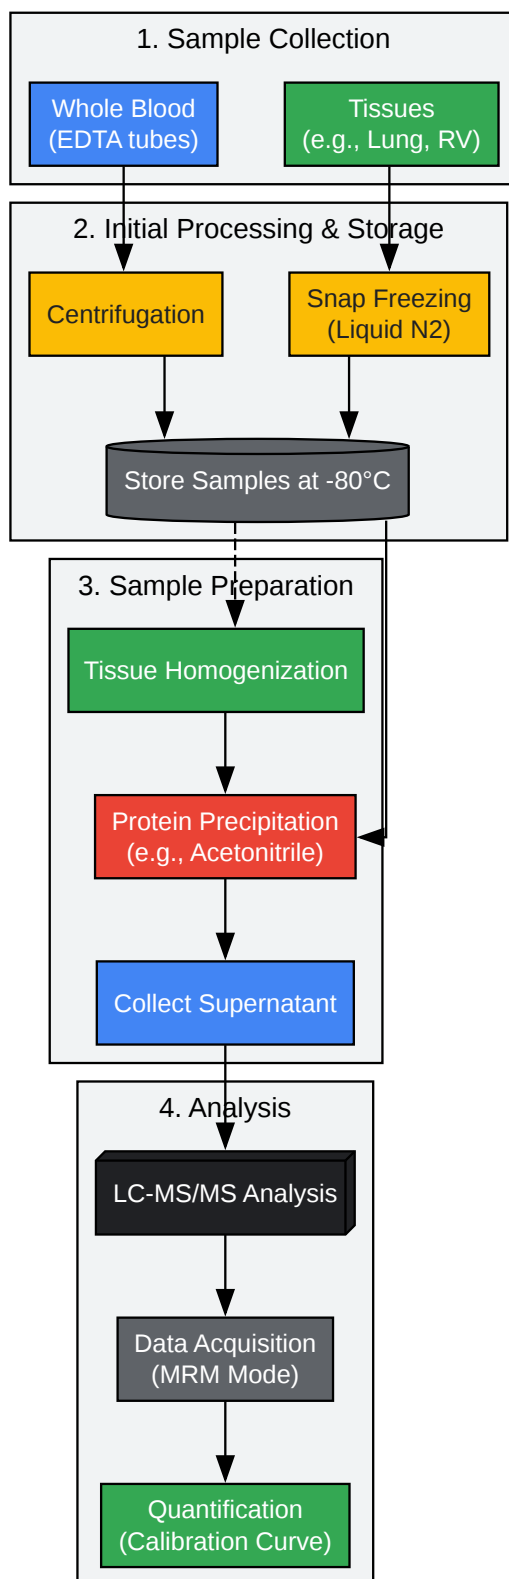 1. Sample Collection
Whole Blood
(EDTA tubes)
Tissues
(e.g., Lung, RV)
2. Initial Processing & Storage
Centrifugation
Snap Freezing
(Liquid N2)
Store Samples at -80°C
3. Sample Preparation
Tissue Homogenization
Protein Precipitation
(e.g., Acetonitrile)
Collect Supernatant
4. Analysis
LC-MS/MS Analysis
Data Acquisition
(MRM Mode)
Quantification
(Calibration Curve)